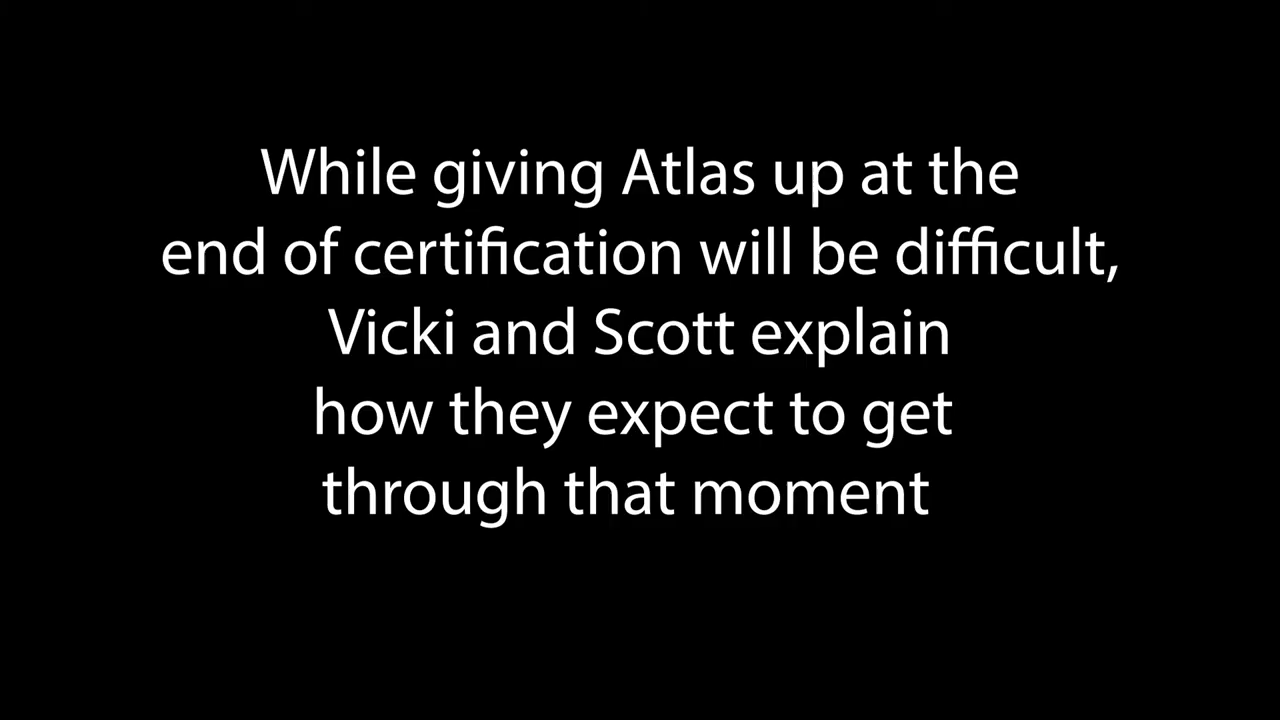 While giving Atlas up at the
end of certification will be difficult,
Vicki and Scott explain
how they expect to get
through that moment